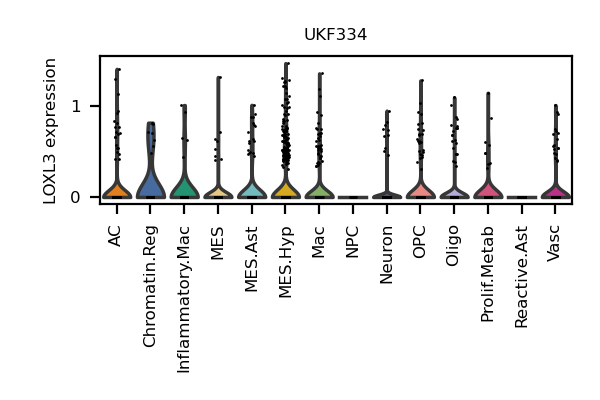 UKF334
LOXL3 expression
1
0
AC
Chromatin.Reg
Inflammatory.Mac
MES
MES.Ast
MES.Hyp
Mac
NPC
Neuron
OPC
Oligo
Prolif.Metab
Reactive.Ast
Vasc